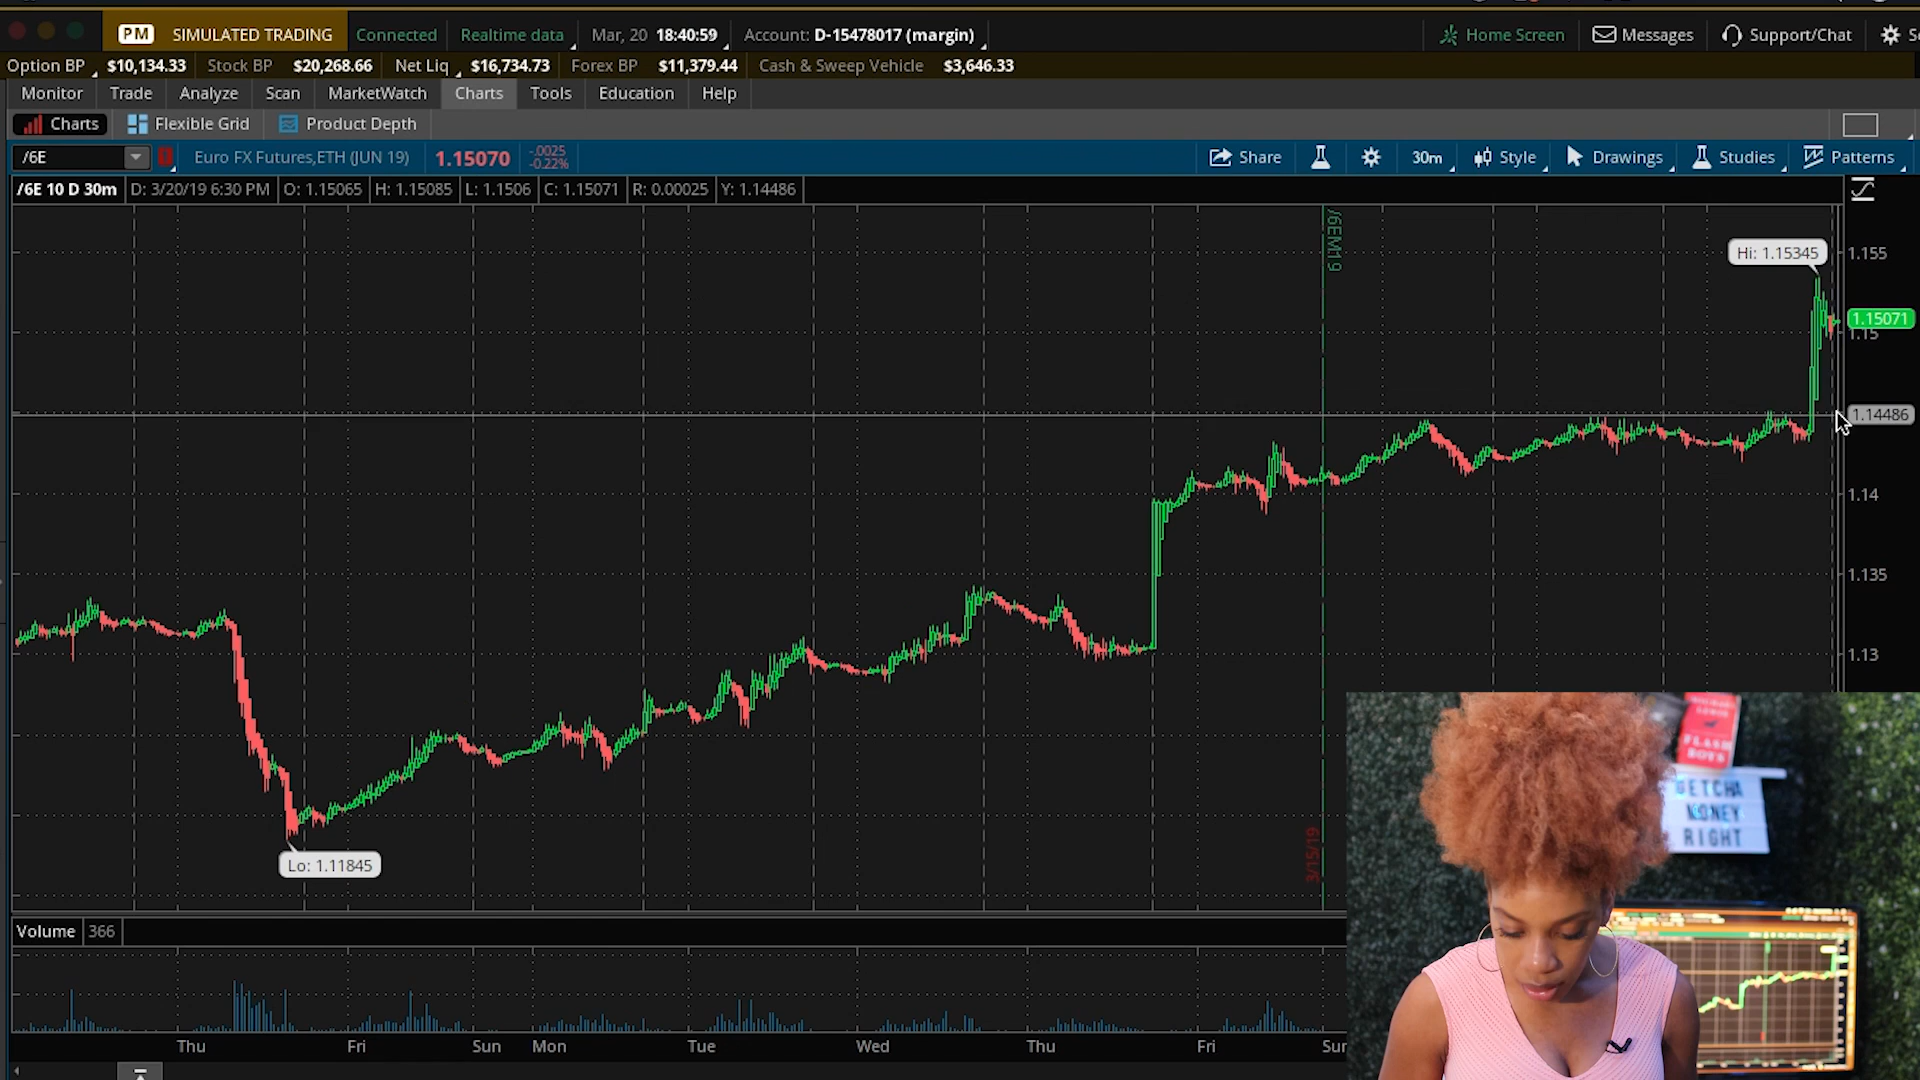 PM SIMULATED TRADING Connected Realtime data Mar, 20 18:40:59 Account: D-15478017 (margin) Home Screen Messages Support/Chat
Option BP $10,134.33 Stock BP $20,268.66 Net Liq $16,734.73 Forex BP $11,379.44 Cash & Sweep Vehicle $3,646.33
Monitor Trade Analyze Scan MarketWatch Charts Tools Education Help
Charts Flexible Grid Product Depth
/6E Euro FX Futures,ETH (JUN 19) 1.15070 -.0025 -0.22% Share 30m Style Drawings Studies Patterns
/6E 10 D 30m D: 3/20/19 6:30 PM O: 1.15065 H: 1.15085 L: 1.1506 C: 1.15071 R: 0.00025 Y: 1.14486
/6EM19
Hi: 1.15345
1.155
1.15071
1.15
1.14486
1.14
1.135
1.13
Lo: 1.11845
3/15/19
FLASH
BOYS
GETCHA
MONEY
RIGHT
Volume 366
Thu Fri Sun Mon Tue Wed Thu Fri